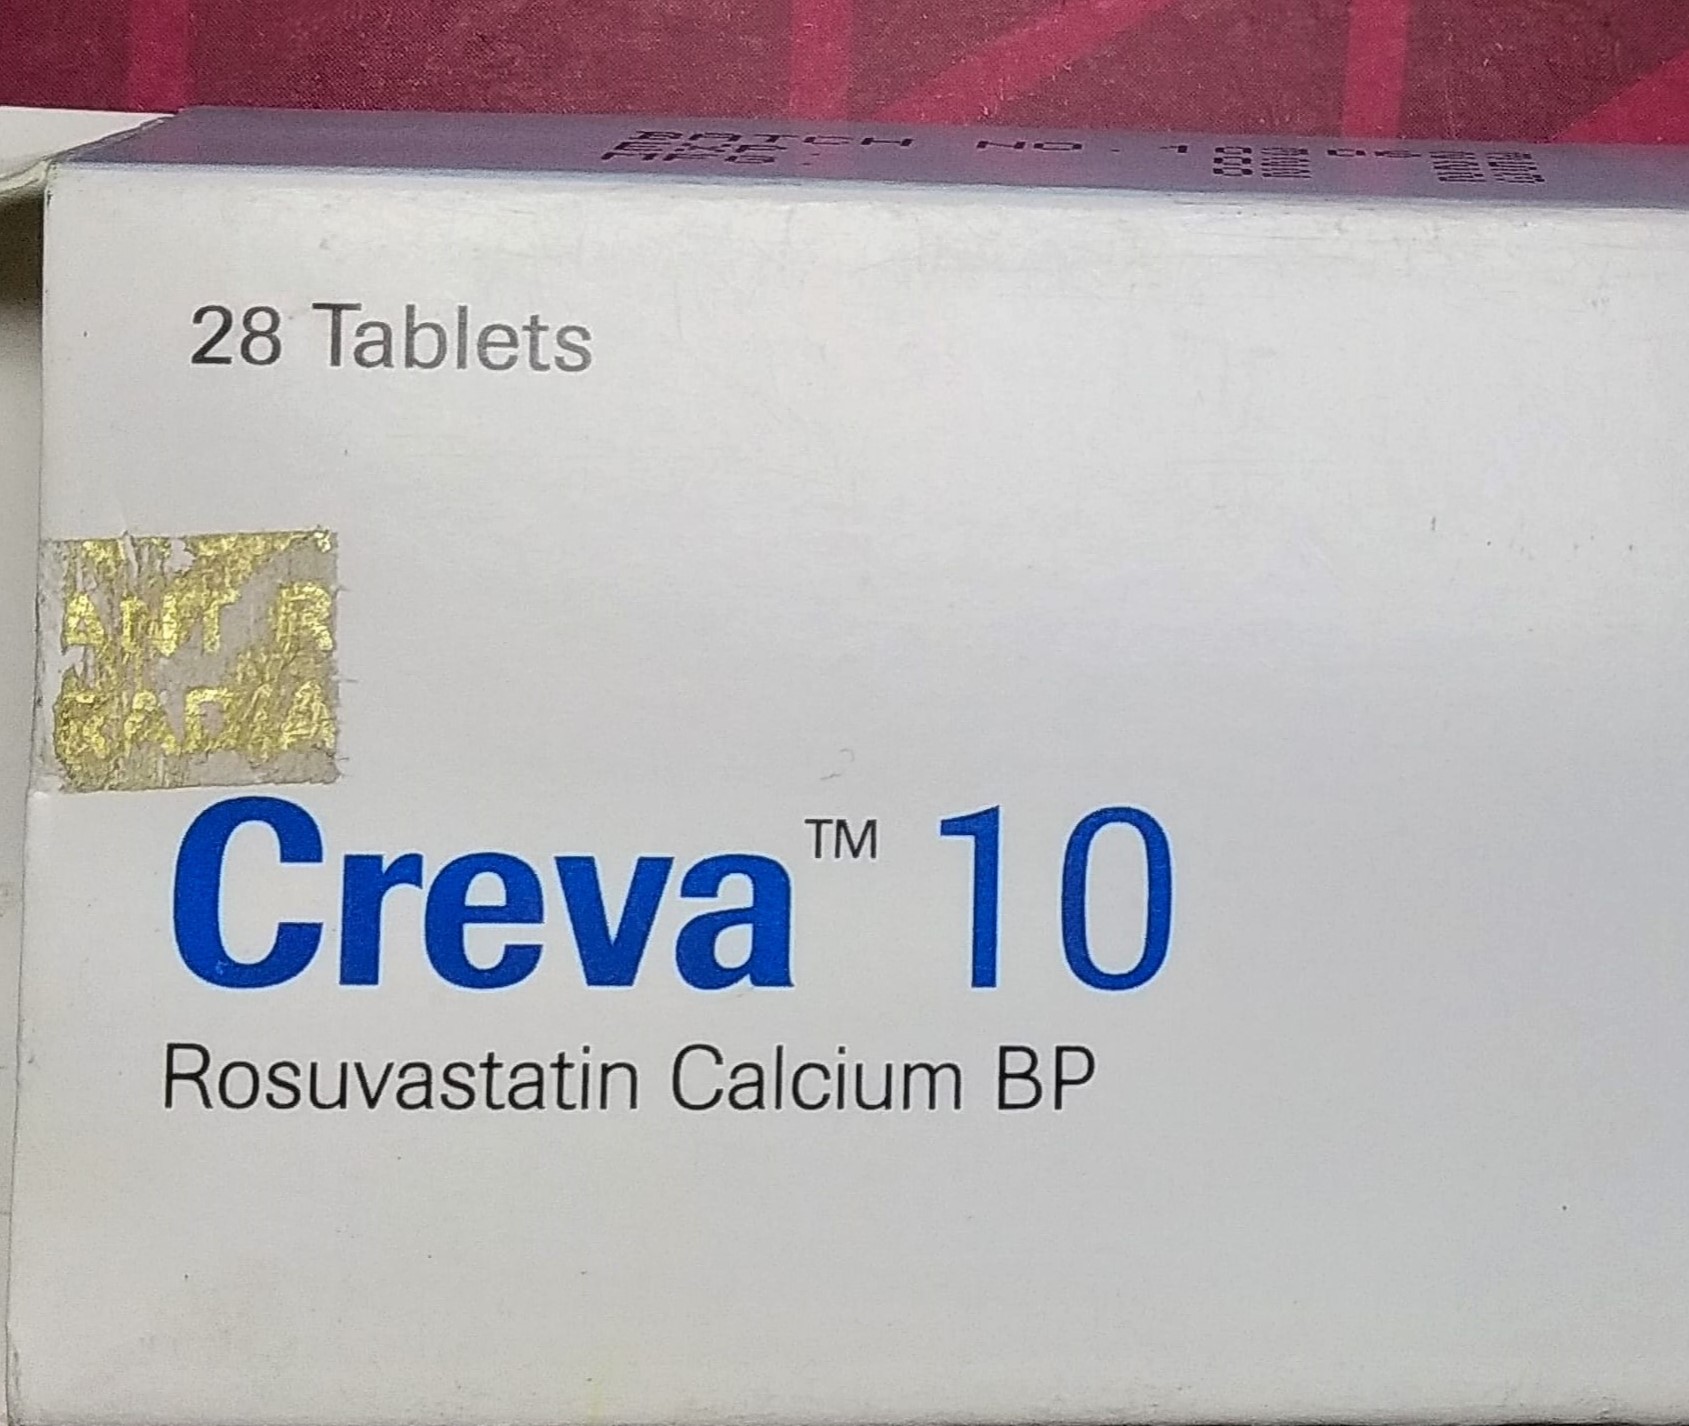 BATCH NO.
EXP.
MFG.
28 Tablets
Creva™ 10
Rosuvastatin Calcium BP